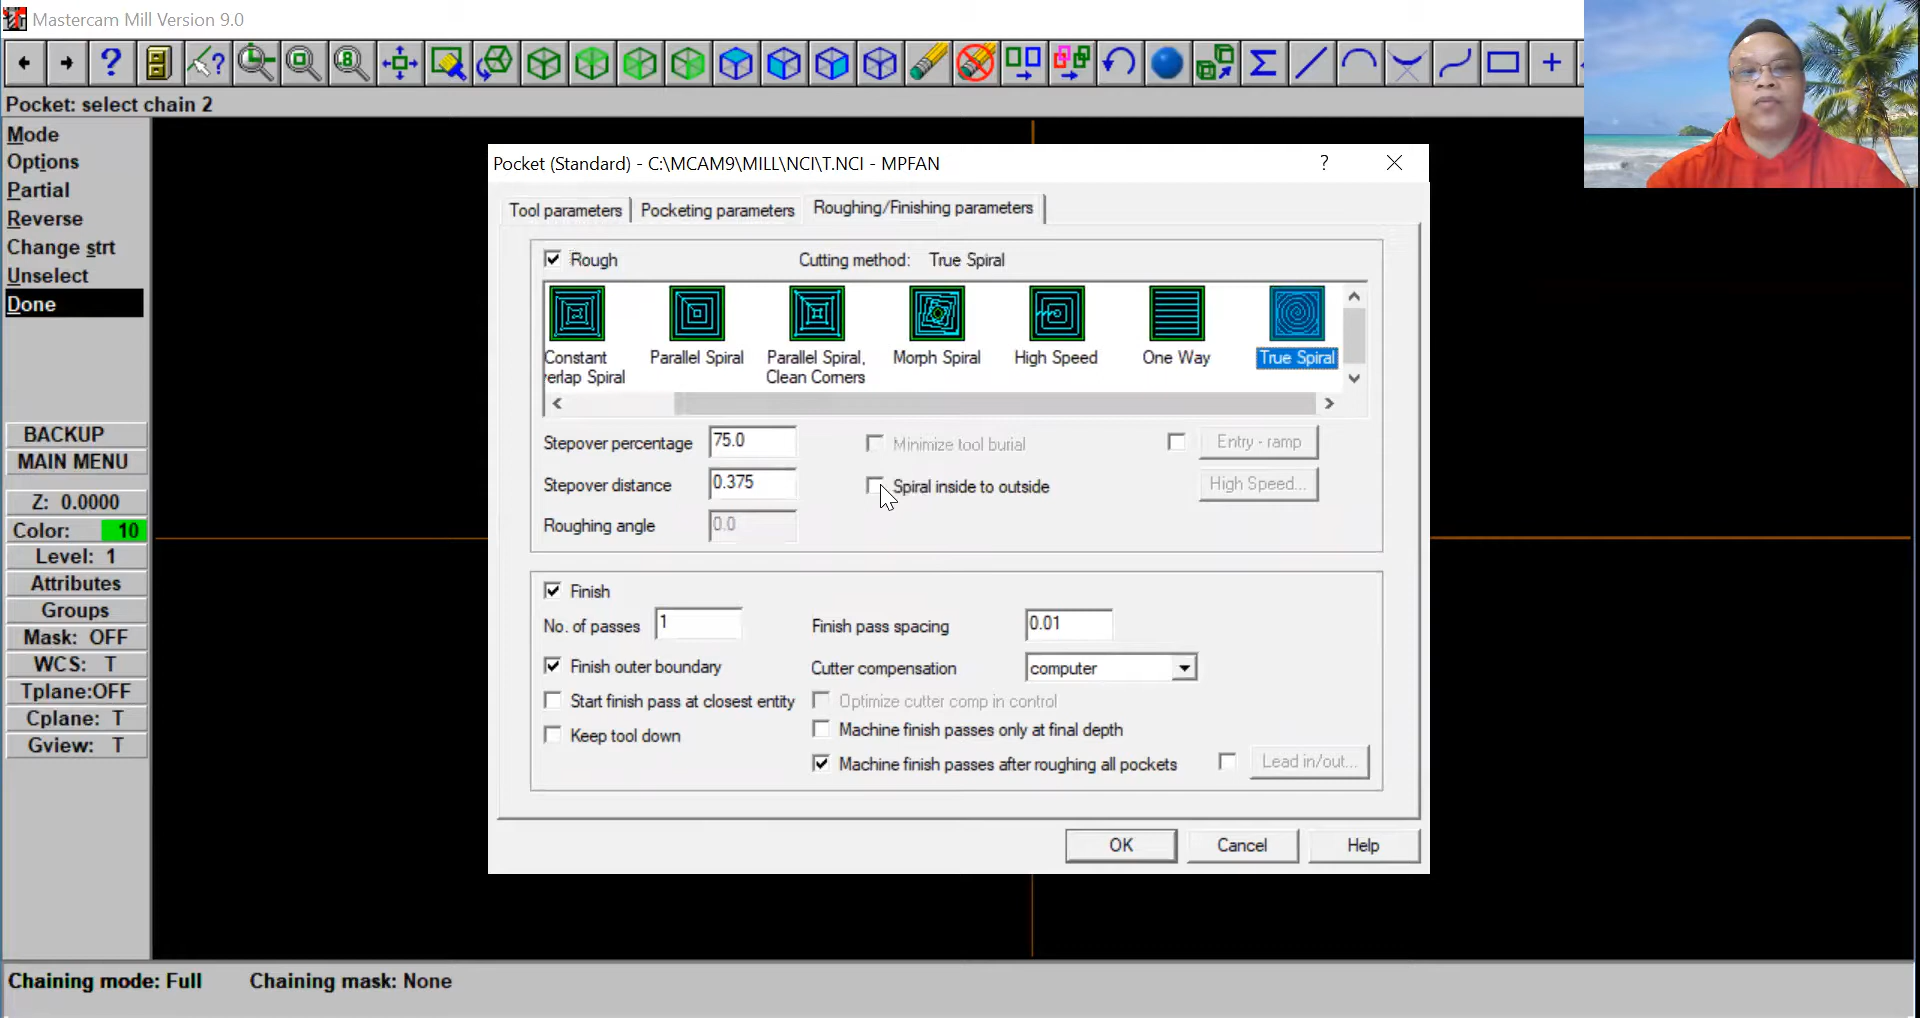 Mastercam Mill Version 9.0
Pocket: select chain 2
Mode
Options
Partial
Reverse
Change strt
Unselect
Done
BACKUP
MAIN MENU
Z: 0.0000
Color: 10
Level: 1
Attributes
Groups
Mask: OFF
WCS: T
Tplane:OFF
Cplane: T
Gview: T
Pocket (Standard) - C:\MCAM9\MILL\NCI\T.NCI - MPFAN
Tool parameters
Pocketing parameters
Roughing/Finishing parameters
Rough
Cutting method: True Spiral
Constant
verlap Spiral
Parallel Spiral
Parallel Spiral,
Clean Corners
Morph Spiral
High Speed
One Way
True Spiral
Stepover percentage 75.0
Minimize tool burial
Entry - ramp
Stepover distance 0.375
Spiral inside to outside
High Speed...
Roughing angle 0.0
Finish
No. of passes 1
Finish pass spacing 0.01
Finish outer boundary
Cutter compensation computer
Start finish pass at closest entity
Optimize cutter comp in control
Keep tool down
Machine finish passes only at final depth
Machine finish passes after roughing all pockets
Lead in/out...
OK
Cancel
Help
Chaining mode: Full
Chaining mask: None